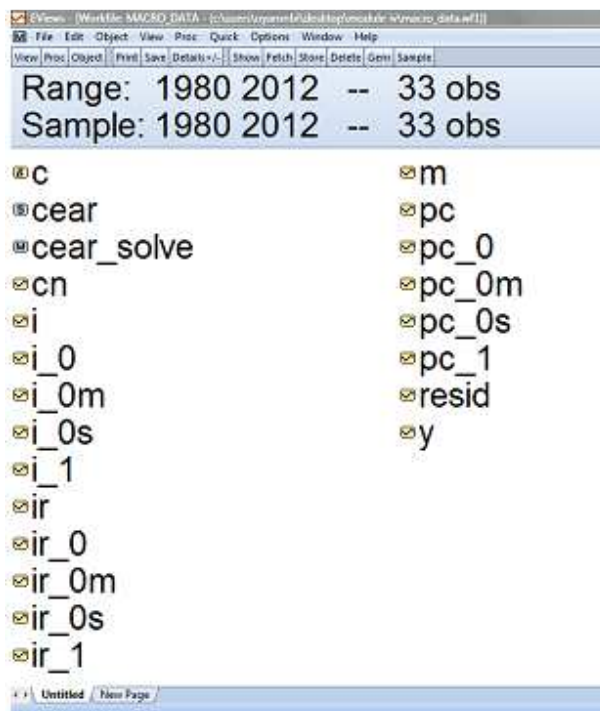 EViews - [Workfile: MACRO_DATA - (c:\users\
File Edit Object View Proc Quick Options Window Help
View Proc Object Print Save Details+/- Show Fetch Store Delete Genr Sample
Range: 1980 2012 -- 33 obs
Sample: 1980 2012 -- 33 obs
c
cear
cear_solve
cn
i
i_0
i_0m
i_0s
i_1
ir
ir_0
ir_0m
ir_0s
ir_1
m
pc
pc_0
pc_0m
pc_0s
pc_1
resid
y
Untitled New Page